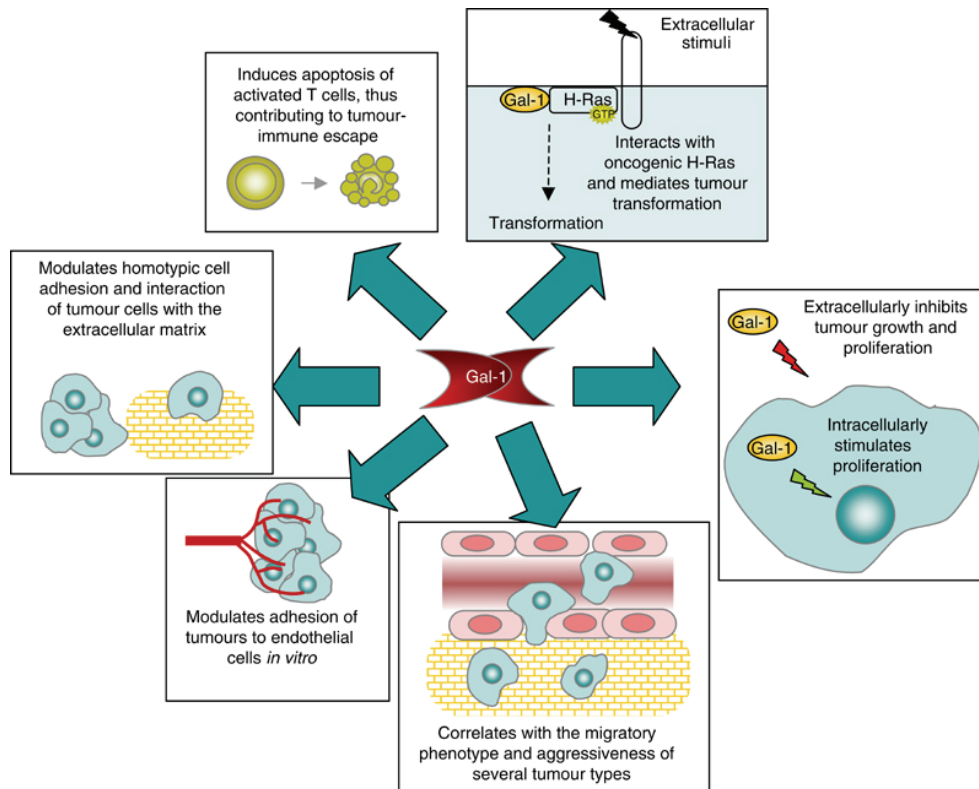 Induces apoptosis of
activated T cells, thus
contributing to tumour-
immune escape
Extracellular
stimuli
Gal-1
H-Ras
GTP
Interacts with
oncogenic H-Ras
and mediates tumour
transformation
Transformation
Modulates homotypic cell
adhesion and interaction
of tumour cells with the
extracellular matrix
Gal-1
Gal-1
Extracellularly inhibits
tumour growth and
proliferation
Intracellularly
stimulates
proliferation
Gal-1
Modulates adhesion of
tumours to endothelial
cells in vitro
Correlates with the migratory
phenotype and aggressiveness of
several tumour types